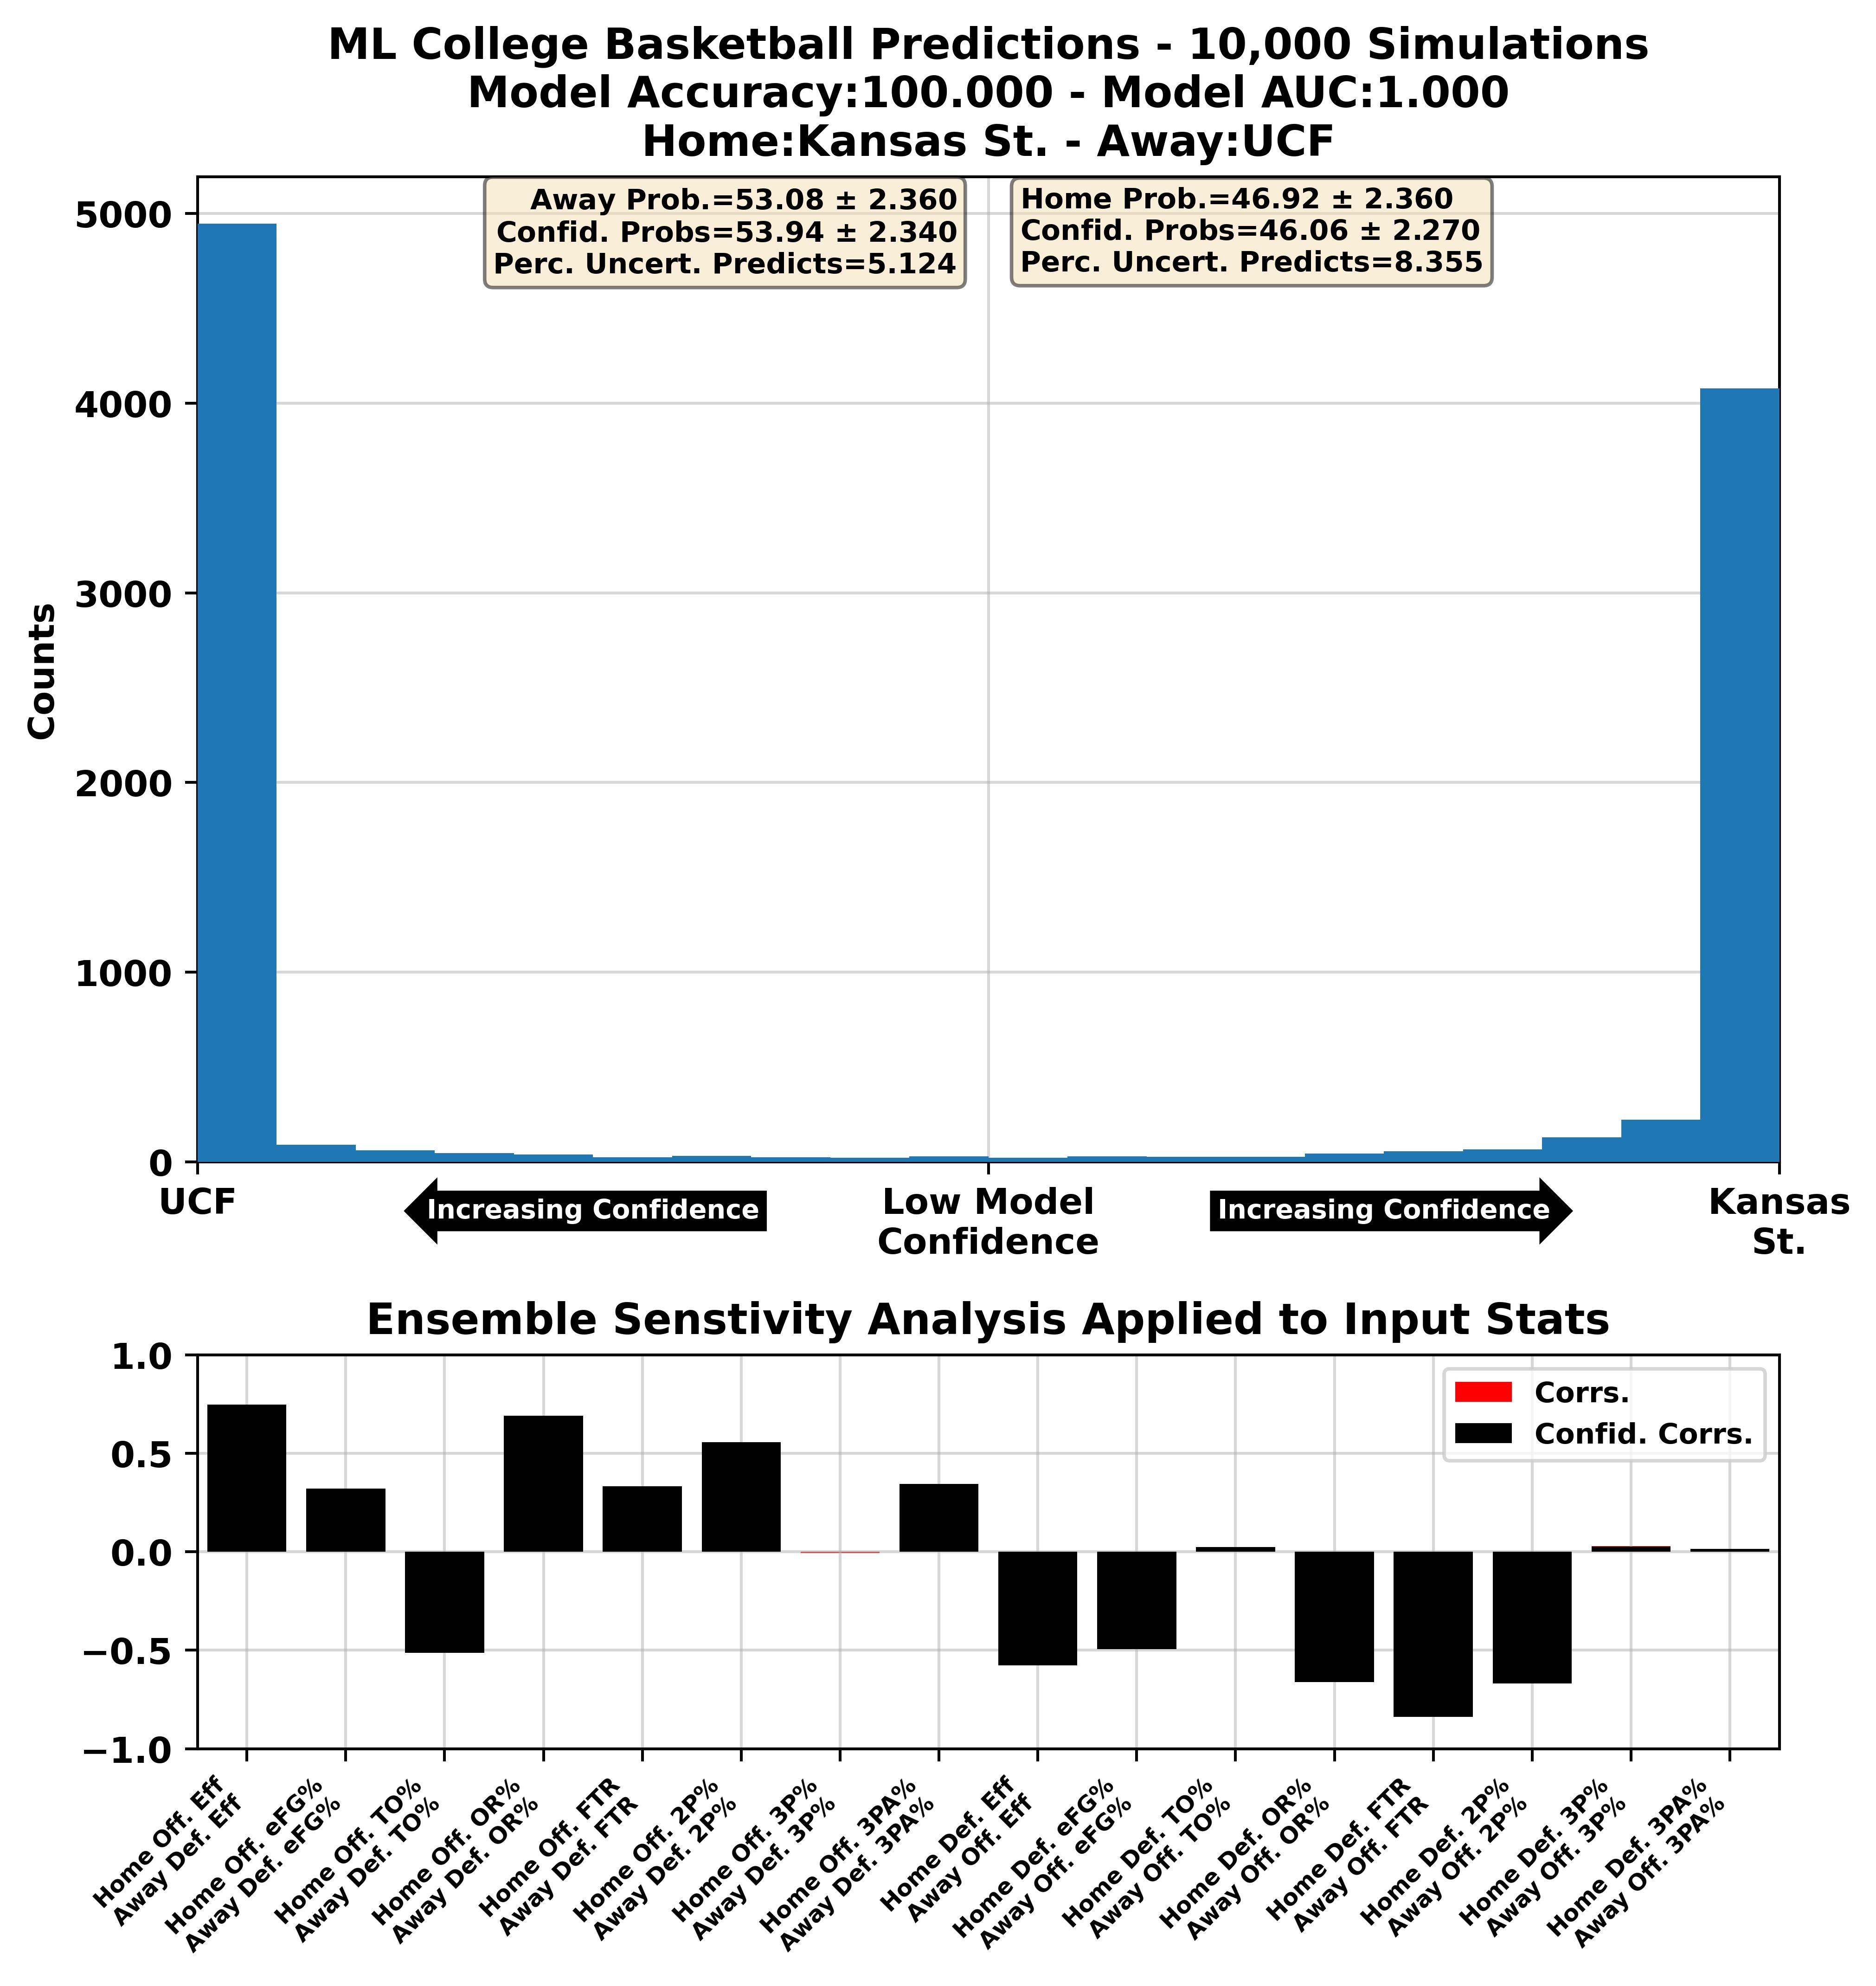 ML College Basketball Predictions - 10,000 Simulations
Model Accuracy:100.000 - Model AUC:1.000
Home:Kansas St. - Away:UCF
Away Prob.=53.08 ± 2.360
Confid. Probs=53.94 ± 2.340
Perc. Uncert. Predicts=5.124
Home Prob.=46.92 ± 2.360
Confid. Probs=46.06 ± 2.270
Perc. Uncert. Predicts=8.355
5000
4000
3000
2000
1000
0
Counts
UCF
Increasing Confidence
Low Model
Confidence
Increasing Confidence
Kansas
St.
Ensemble Senstivity Analysis Applied to Input Stats
1.0
0.5
0.0
−0.5
−1.0
Corrs.
Confid. Corrs.
Home Off. Eff
Away Def. Eff
Home Off. eFG%
Away Def. eFG%
Home Off. TO%
Away Def. TO%
Home Off. OR%
Away Def. OR%
Home Off. FTR
Away Def. FTR
Home Off. 2P%
Away Def. 2P%
Home Off. 3P%
Away Def. 3P%
Home Off. 3PA%
Away Def. 3PA%
Home Def. Eff
Away Off. Eff
Home Def. eFG%
Away Off. eFG%
Home Def. TO%
Away Off. TO%
Home Def. OR%
Away Off. OR%
Home Def. FTR
Away Off. FTR
Home Def. 2P%
Away Off. 2P%
Home Def. 3P%
Away Off. 3P%
Home Def. 3PA%
Away Off. 3PA%